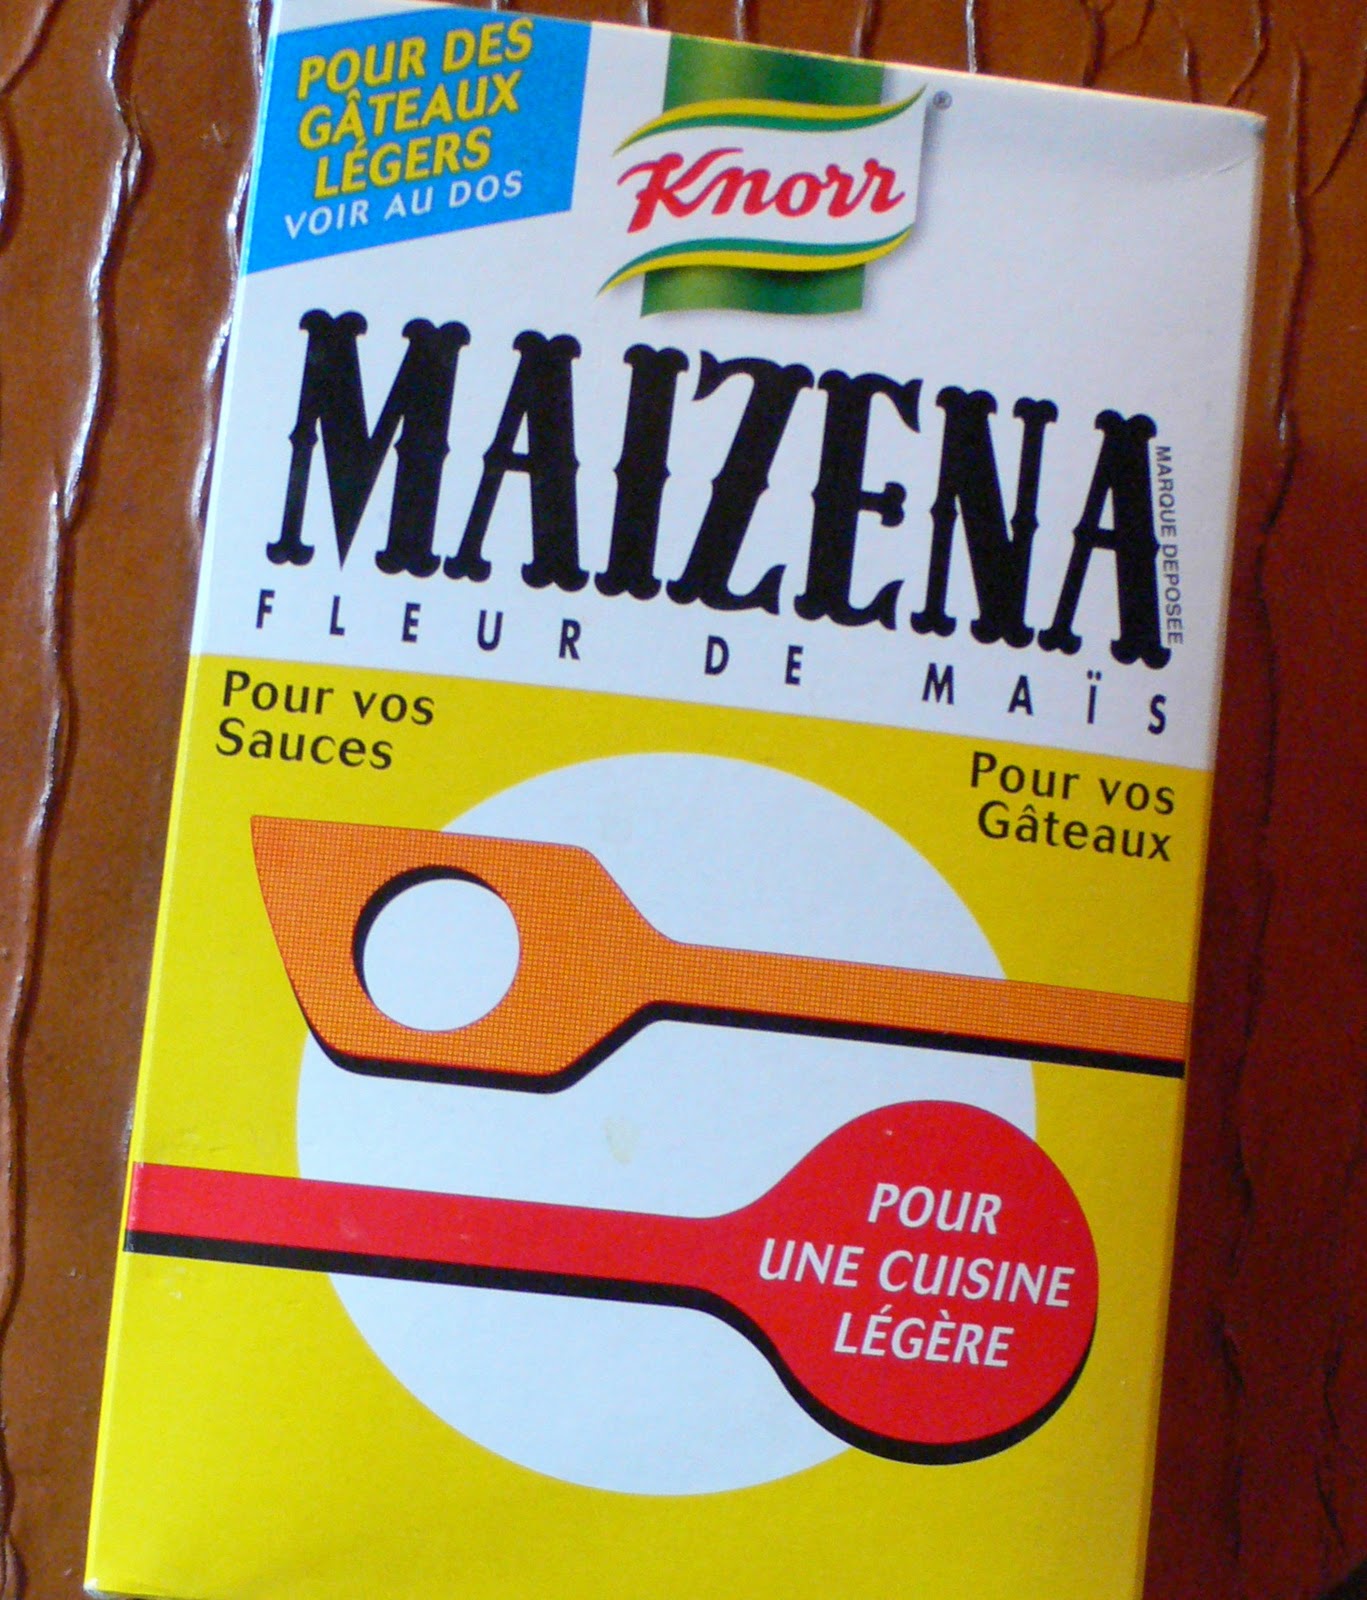 POUR DES
GÂTEAUX
LÉGERS
VOIR AU DOS
Knorr®
MAIZENA
MARQUE DEPOSEE
FLEUR DE MAÏS
Pour vos
Sauces
Pour vos
Gâteaux
POUR
UNE CUISINE
LÉGÈRE